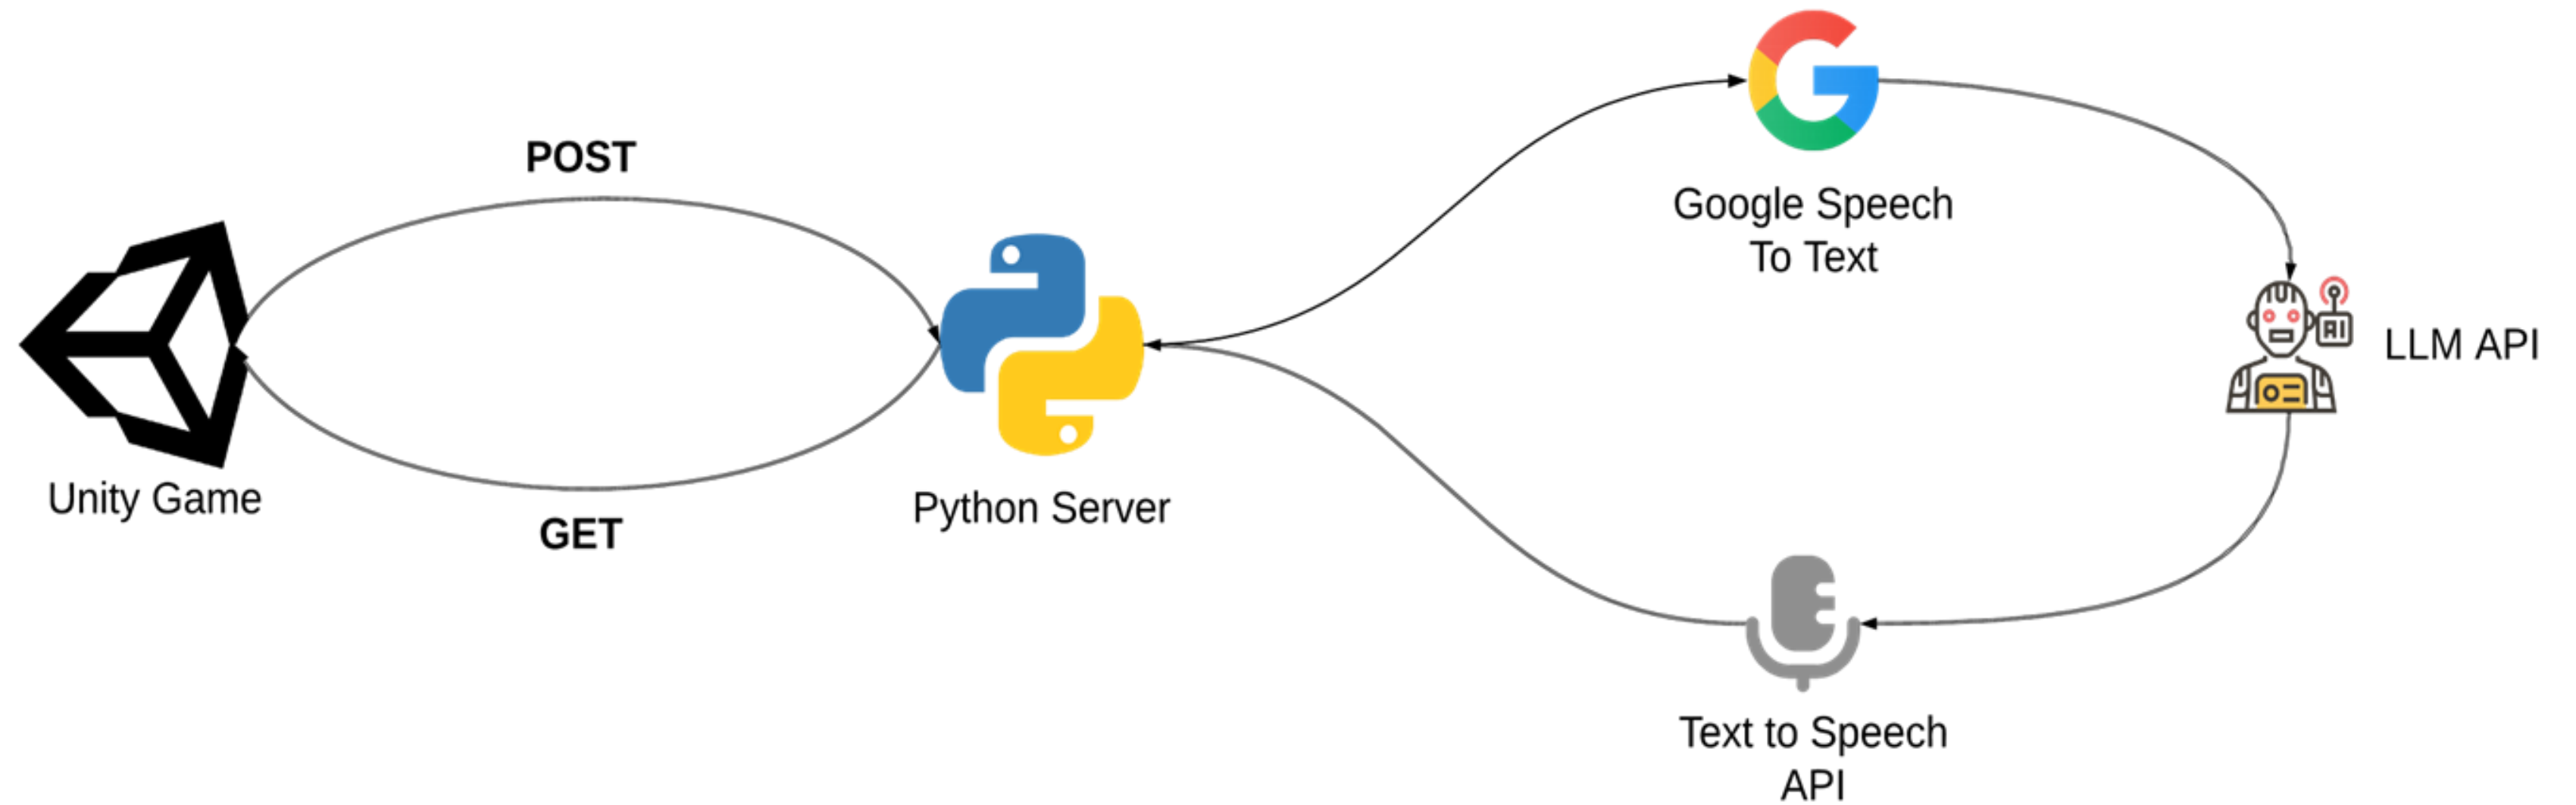 POST
Unity Game
GET
Python Server
Google Speech
To Text
AI
LLM API
Text to Speech
API